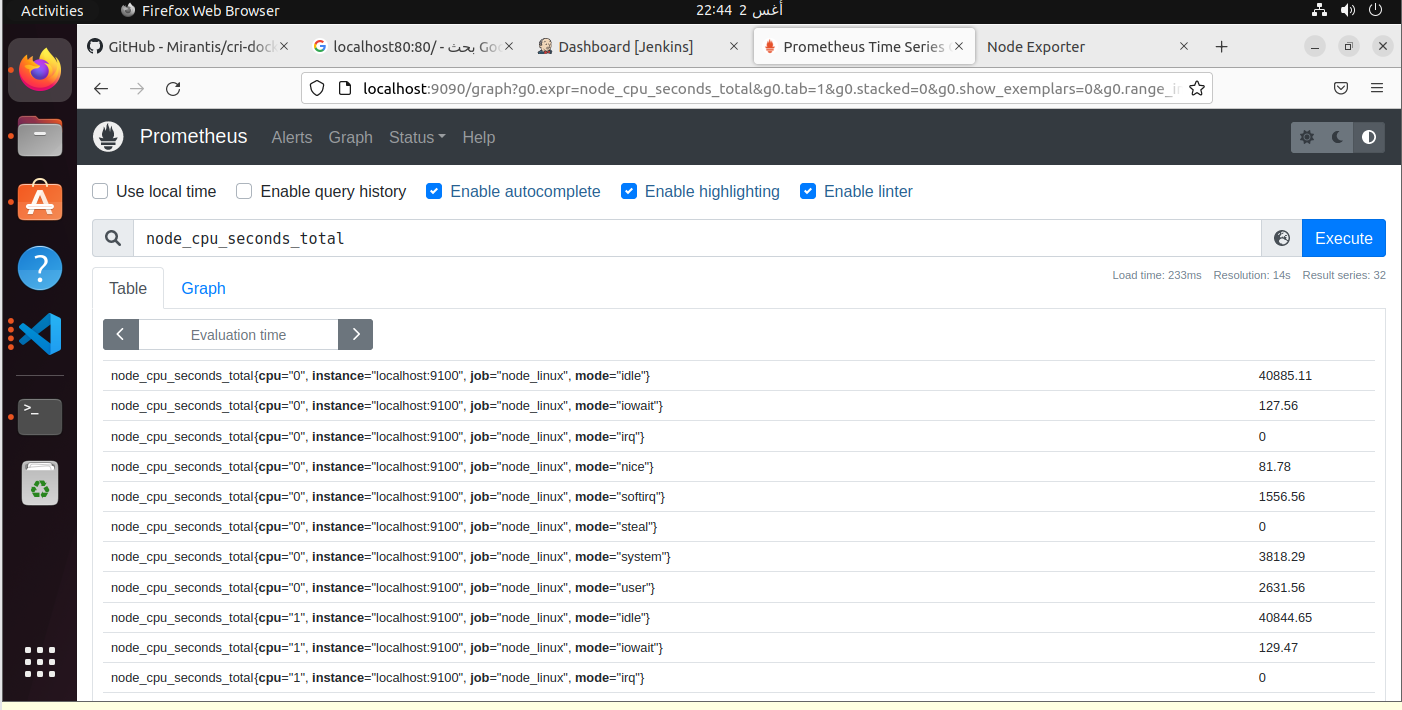 Activities Firefox Web Browser 22:44 2 أغس
GitHub - Mirantis/cri-dock localhost80:80/ - بحث Goo Dashboard [Jenkins] Prometheus Time Series Node Exporter
localhost:9090/graph?g0.expr=node_cpu_seconds_total&g0.tab=1&g0.stacked=0&g0.show_exemplars=0&g0.range_in
Prometheus Alerts Graph Status Help
Use local time Enable query history Enable autocomplete Enable highlighting Enable linter
node_cpu_seconds_total Execute
Load time: 233ms Resolution: 14s Result series: 32
Table Graph
Evaluation time
node_cpu_seconds_total{cpu="0", instance="localhost:9100", job="node_linux", mode="idle"} 40885.11
node_cpu_seconds_total{cpu="0", instance="localhost:9100", job="node_linux", mode="iowait"} 127.56
node_cpu_seconds_total{cpu="0", instance="localhost:9100", job="node_linux", mode="irq"} 0
node_cpu_seconds_total{cpu="0", instance="localhost:9100", job="node_linux", mode="nice"} 81.78
node_cpu_seconds_total{cpu="0", instance="localhost:9100", job="node_linux", mode="softirq"} 1556.56
node_cpu_seconds_total{cpu="0", instance="localhost:9100", job="node_linux", mode="steal"} 0
node_cpu_seconds_total{cpu="0", instance="localhost:9100", job="node_linux", mode="system"} 3818.29
node_cpu_seconds_total{cpu="0", instance="localhost:9100", job="node_linux", mode="user"} 2631.56
node_cpu_seconds_total{cpu="1", instance="localhost:9100", job="node_linux", mode="idle"} 40844.65
node_cpu_seconds_total{cpu="1", instance="localhost:9100", job="node_linux", mode="iowait"} 129.47
node_cpu_seconds_total{cpu="1", instance="localhost:9100", job="node_linux", mode="irq"} 0